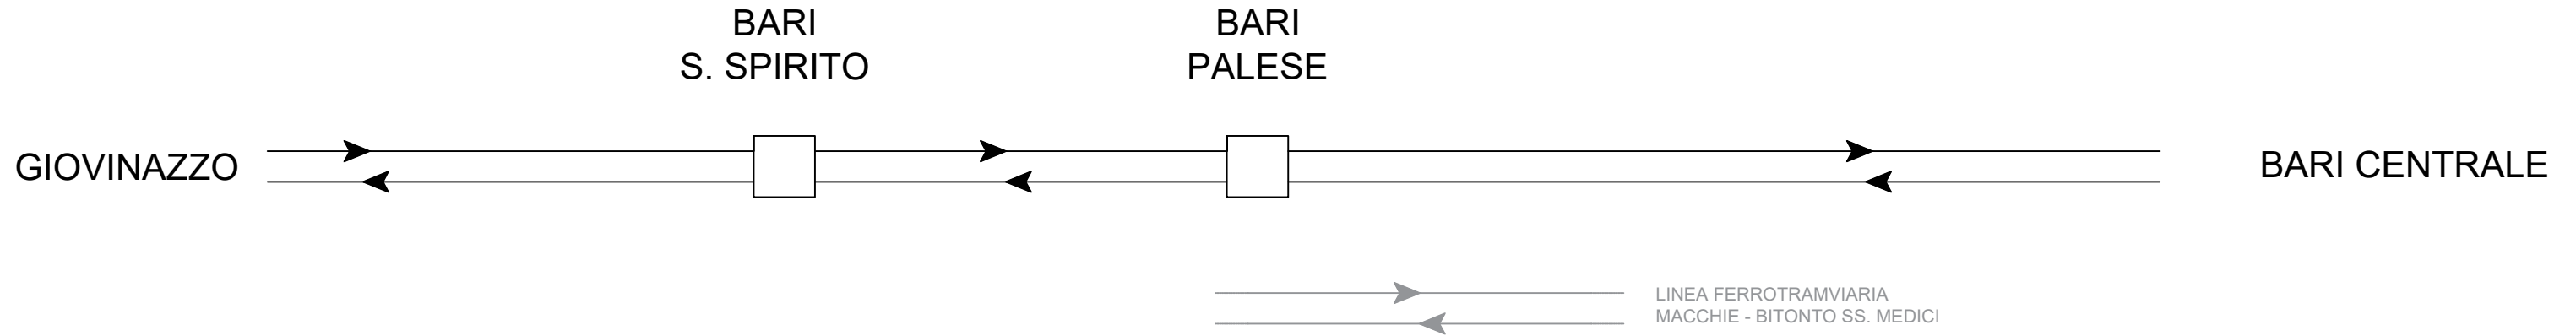 BARI
S. SPIRITO
BARI
PALESE
GIOVINAZZO
BARI CENTRALE
LINEA FERROTRAMVIARIA
MACCHIE - BITONTO SS. MEDICI